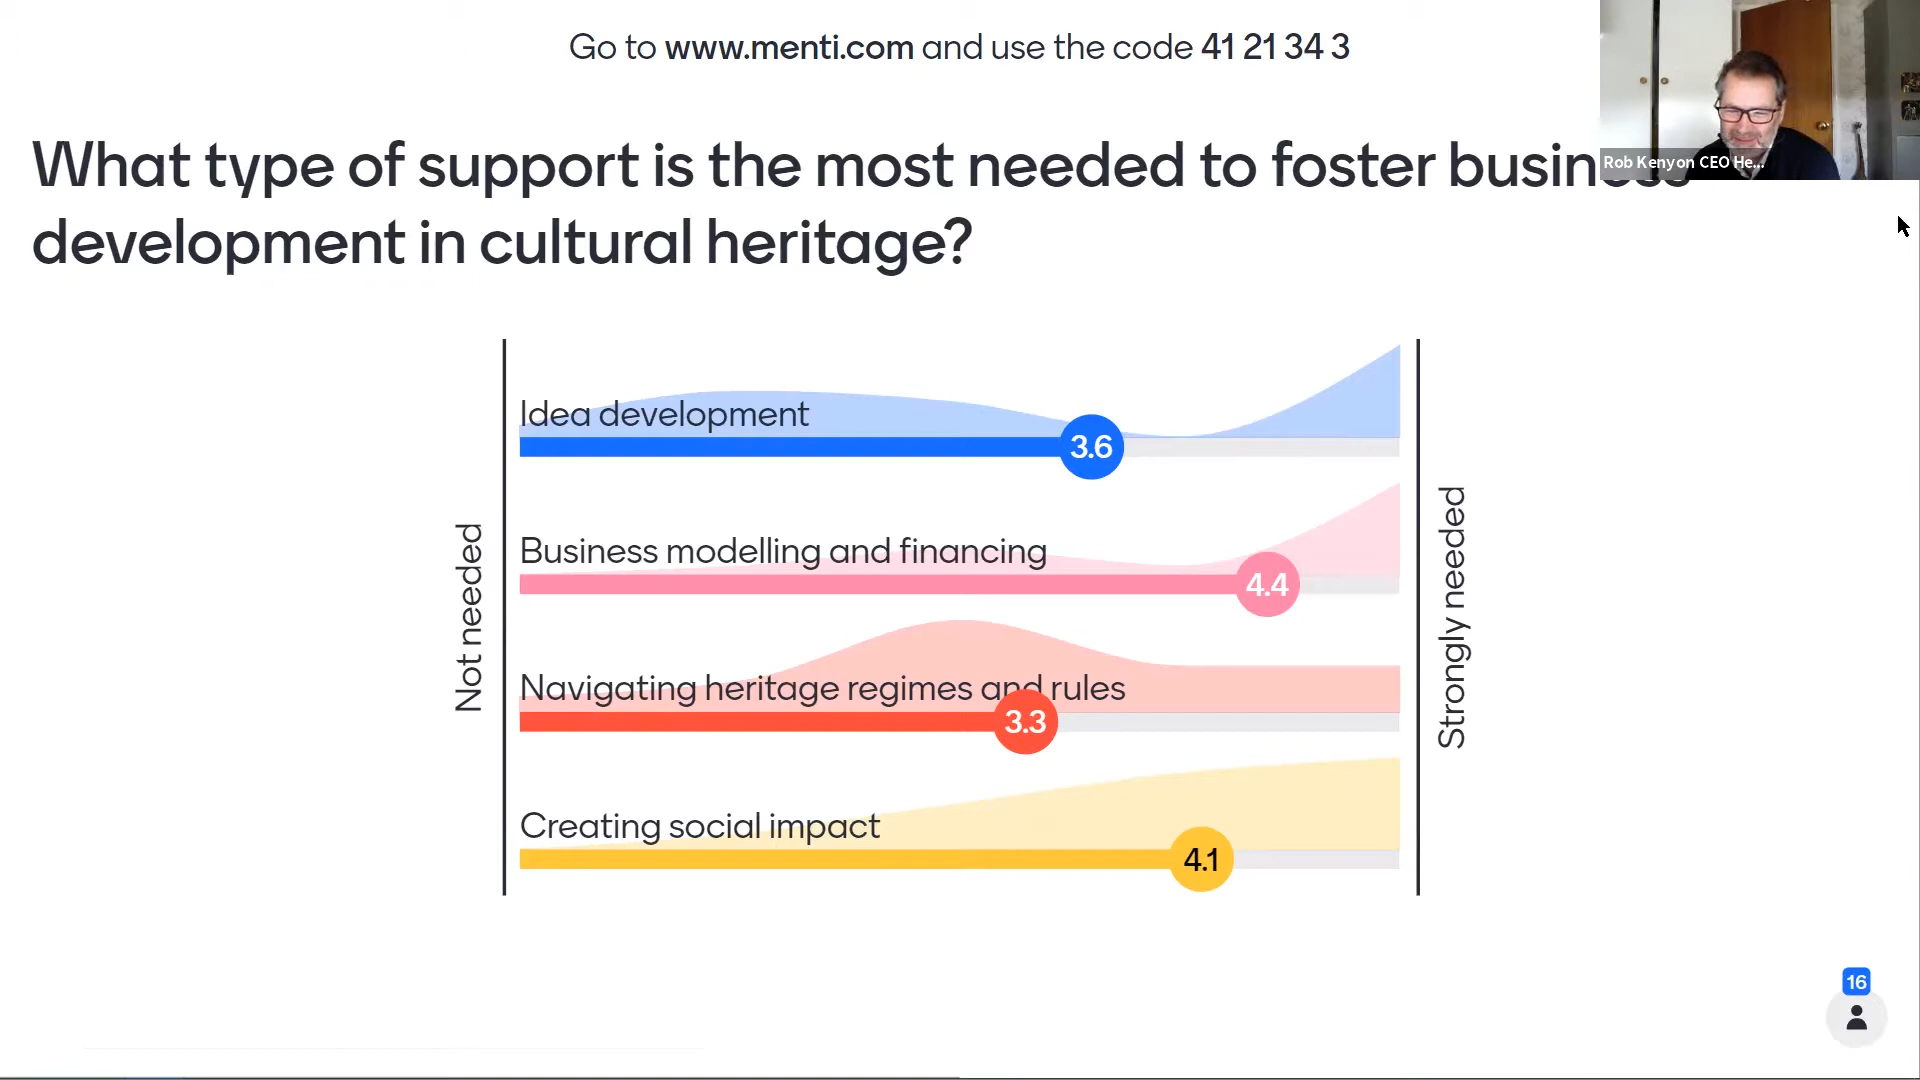 Go to www.menti.com and use the code 41 21 34 3
Rob Kenyon CEO He...
What type of support is the most needed to foster business
development in cultural heritage?
Not needed
Idea development
3.6
Business modelling and financing
4.4
Navigating heritage regimes and rules
3.3
Creating social impact
4.1
Strongly needed
16